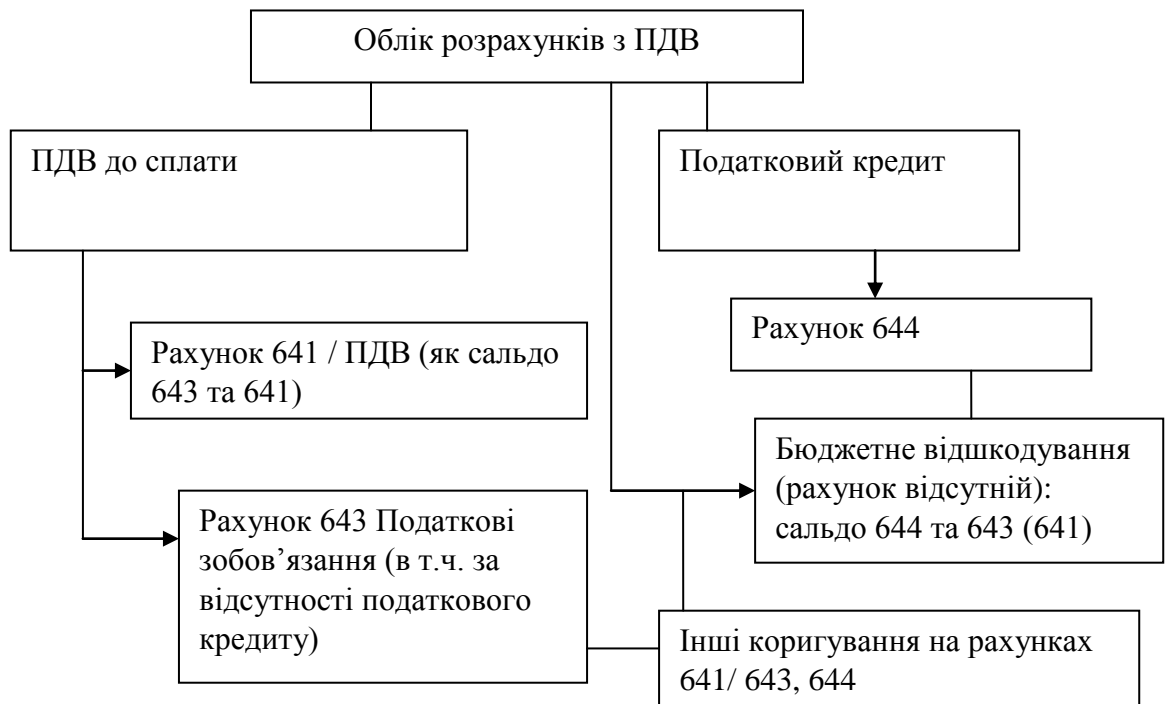 Облік розрахунків з ПДВ
ПДВ до сплати
Податковий кредит
Рахунок 644
Рахунок 641 / ПДВ (як сальдо
643 та 641)
Бюджетне відшкодування
(рахунок відсутній):
сальдо 644 та 643 (641)
Рахунок 643 Податкові
зобов’язання (в т.ч. за
відсутності податкового
кредиту)
Інші коригування на рахунках
641/ 643, 644